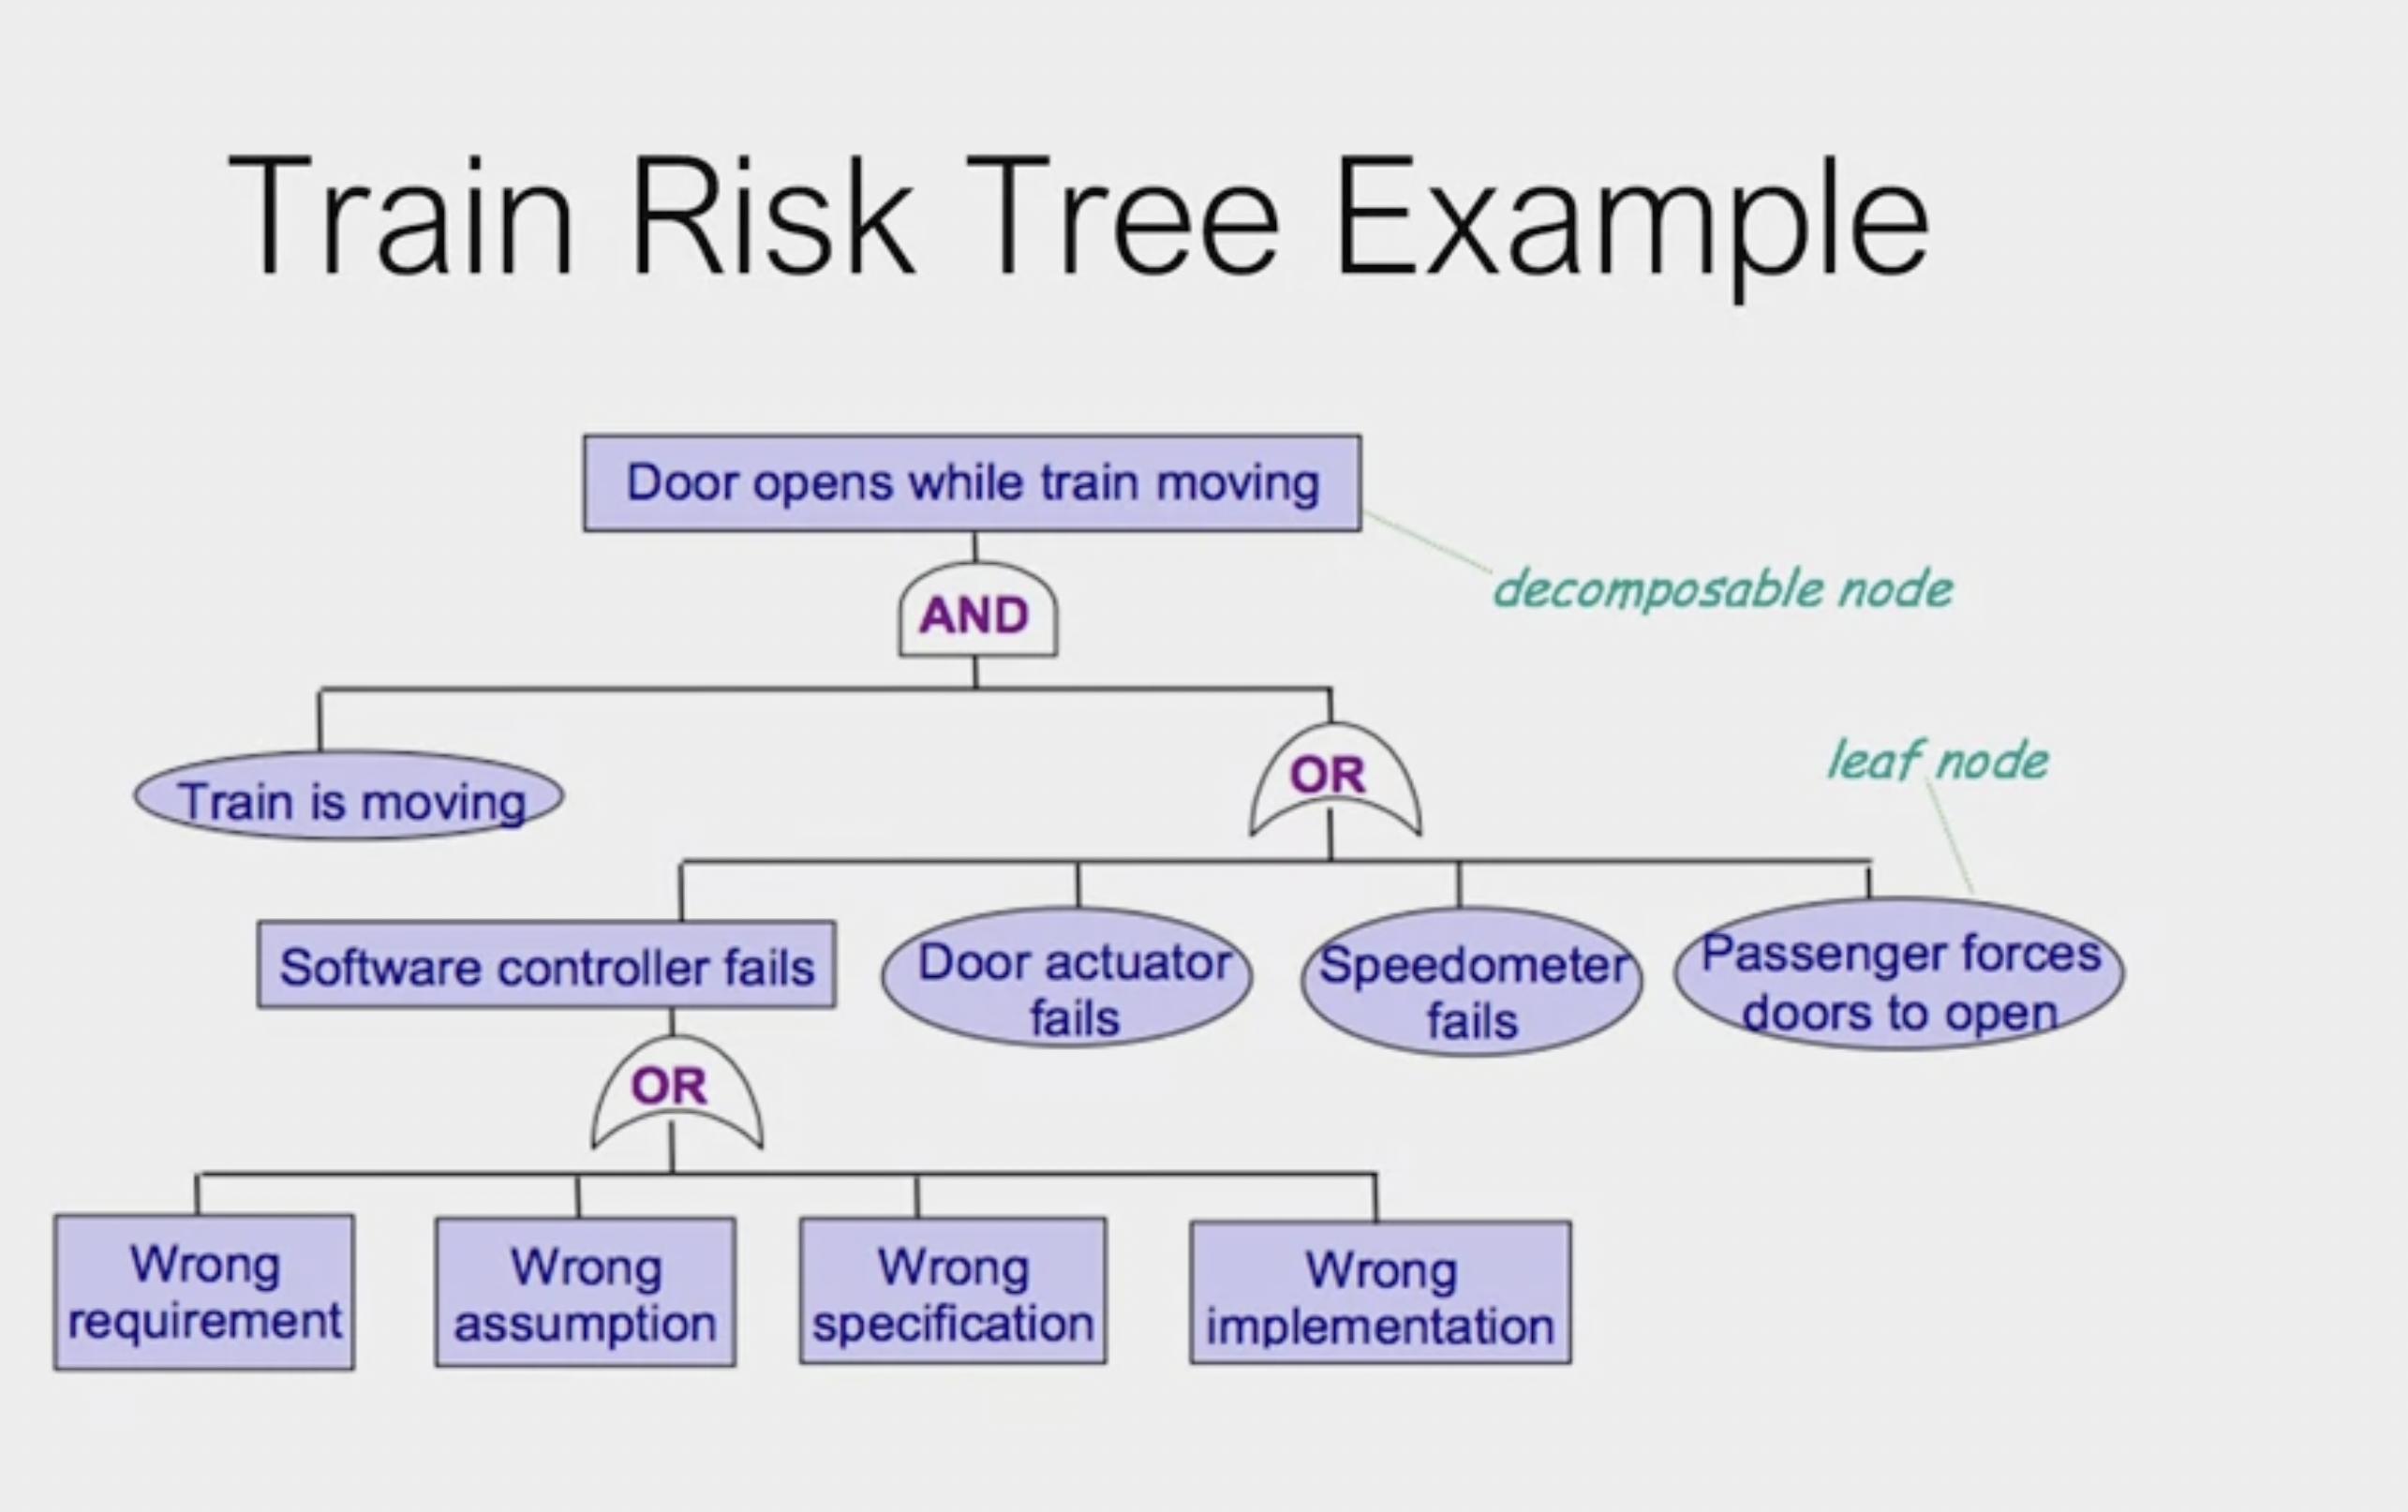 Train Risk Tree Example
Door opens while train moving
decomposable node
AND
Train is moving
OR
leaf node
Software controller fails
Door actuator
fails
Speedometer
fails
Passenger forces
doors to open
OR
Wrong
requirement
Wrong
assumption
Wrong
specification
Wrong
implementation